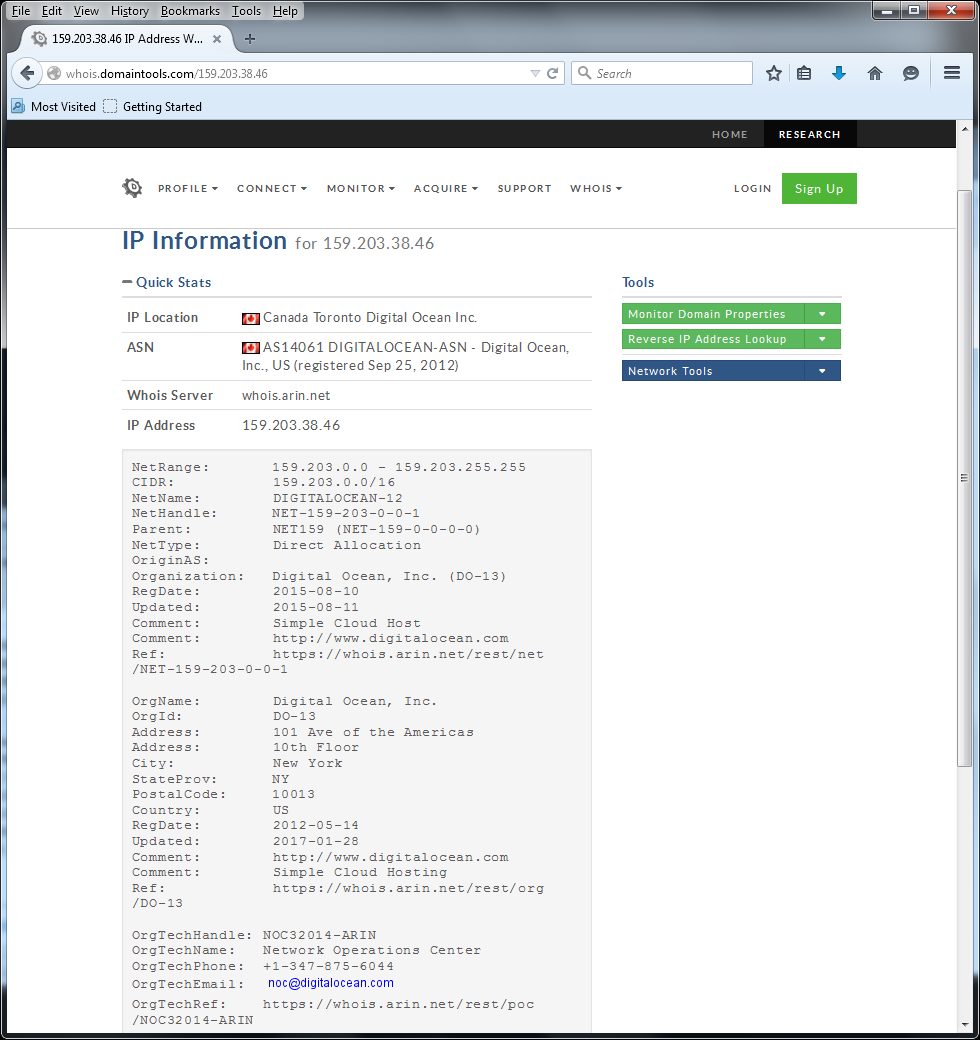 File Edit View History Bookmarks Tools Help
159.203.38.46 IP Address W...
whois.domaintools.com/159.203.38.46
Search
Most Visited Getting Started
HOME RESEARCH
PROFILE CONNECT MONITOR ACQUIRE SUPPORT WHOIS LOGIN Sign Up
IP Information for 159.203.38.46
Quick Stats
IP Location Canada Toronto Digital Ocean Inc.
ASN AS14061 DIGITALOCEAN-ASN - Digital Ocean,
Inc., US (registered Sep 25, 2012)
Whois Server whois.arin.net
IP Address 159.203.38.46
Tools
Monitor Domain Properties
Reverse IP Address Lookup
Network Tools
NetRange: 159.203.0.0 - 159.203.255.255
CIDR: 159.203.0.0/16
NetName: DIGITALOCEAN-12
NetHandle: NET-159-203-0-0-1
Parent: NET159 (NET-159-0-0-0-0)
NetType: Direct Allocation
OriginAS:
Organization: Digital Ocean, Inc. (DO-13)
RegDate: 2015-08-10
Updated: 2015-08-11
Comment: Simple Cloud Host
Comment: http://www.digitalocean.com
Ref: https://whois.arin.net/rest/net
/NET-159-203-0-0-1
OrgName: Digital Ocean, Inc.
OrgId: DO-13
Address: 101 Ave of the Americas
Address: 10th Floor
City: New York
StateProv: NY
PostalCode: 10013
Country: US
RegDate: 2012-05-14
Updated: 2017-01-28
Comment: http://www.digitalocean.com
Comment: Simple Cloud Hosting
Ref: https://whois.arin.net/rest/org
/DO-13
OrgTechHandle: NOC32014-ARIN
OrgTechName: Network Operations Center
OrgTechPhone: +1-347-875-6044
OrgTechEmail: noc@digitalocean.com
OrgTechRef: https://whois.arin.net/rest/poc
/NOC32014-ARIN